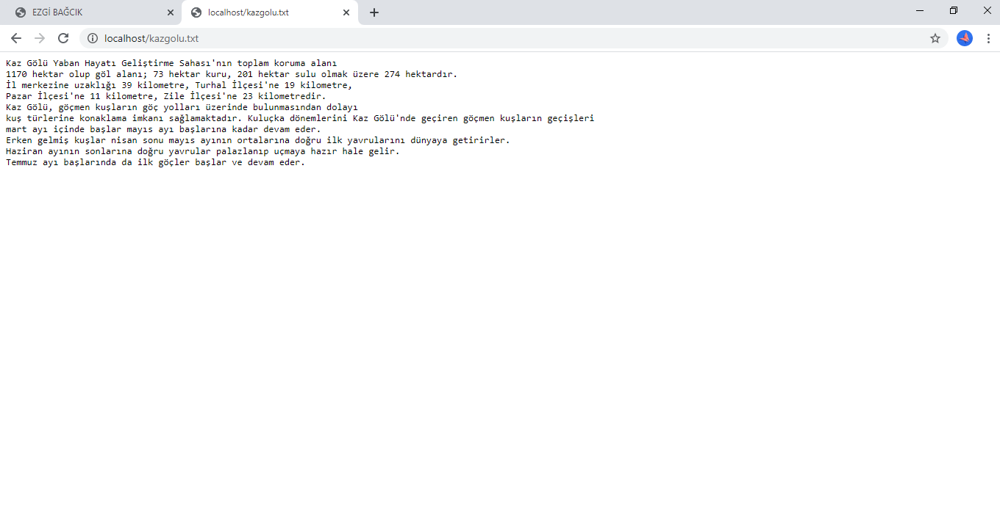 EZGİ BAĞCIK
localhost/kazgolu.txt
localhost/kazgolu.txt
Kaz Gölü Yaban Hayatı Geliştirme Sahası'nın toplam koruma alanı
1170 hektar olup göl alanı; 73 hektar kuru, 201 hektar sulu olmak üzere 274 hektardır.
İl merkezine uzaklığı 39 kilometre, Turhal İlçesi'ne 19 kilometre,
Pazar İlçesi'ne 11 kilometre, Zile İlçesi'ne 23 kilometredir.
Kaz Gölü, göçmen kuşların göç yolları üzerinde bulunmasından dolayı
kuş türlerine konaklama imkanı sağlamaktadır. Kuluçka dönemlerini Kaz Gölü'nde geçiren göçmen kuşların geçişleri
mart ayı içinde başlar mayıs ayı başlarına kadar devam eder.
Erken gelmiş kuşlar nisan sonu mayıs ayının ortalarına doğru ilk yavrularını dünyaya getirirler.
Haziran ayının sonlarına doğru yavrular palazlanıp uçmaya hazır hale gelir.
Temmuz ayı başlarında da ilk göçler başlar ve devam eder.